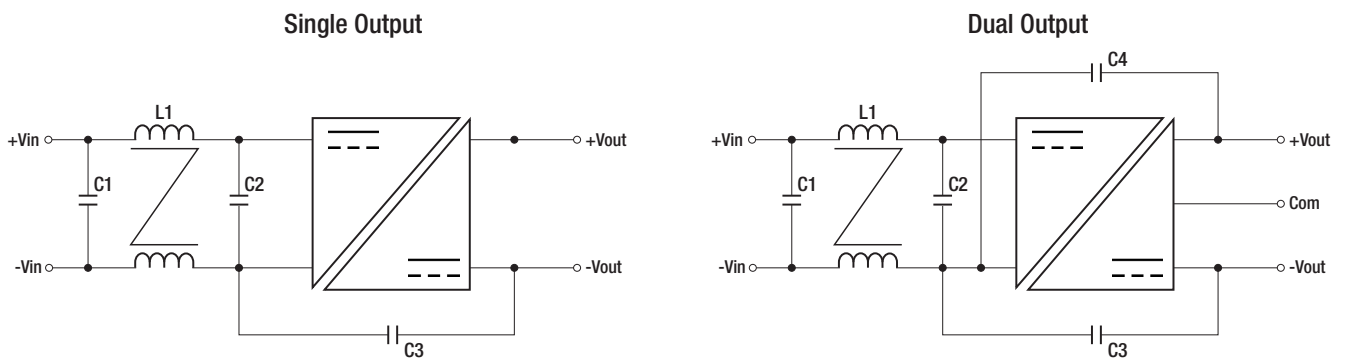 Single Output
L1
+Vin
C1
C2
+Vout
-Vin
-Vout
C3
Dual Output
C4
L1
+Vin
C1
C2
+Vout
Com
-Vin
-Vout
C3